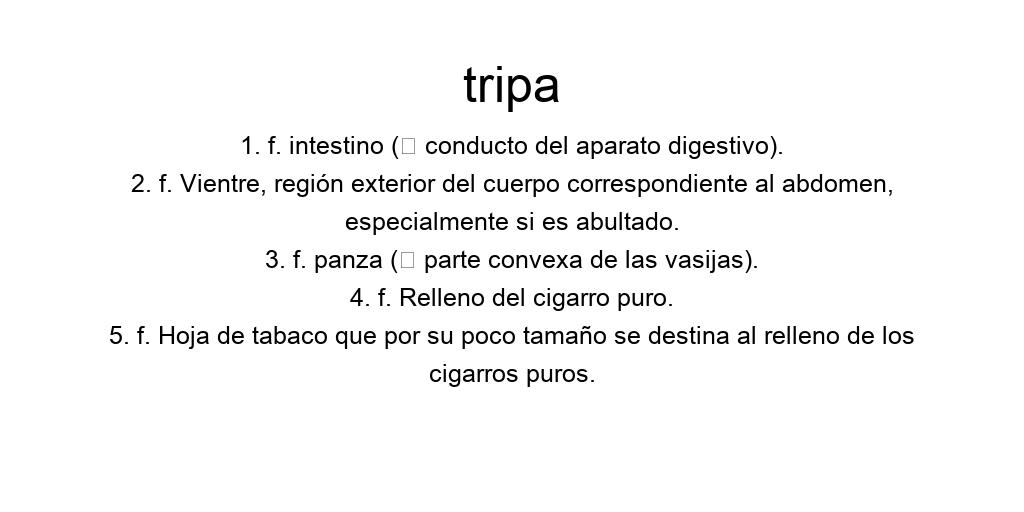 tripa
1. f. intestino (□ conducto del aparato digestivo).
2. f. Vientre, región exterior del cuerpo correspondiente al abdomen,
especialmente si es abultado.
3. f. panza (□ parte convexa de las vasijas).
4. f. Relleno del cigarro puro.
5. f. Hoja de tabaco que por su poco tamaño se destina al relleno de los
cigarros puros.